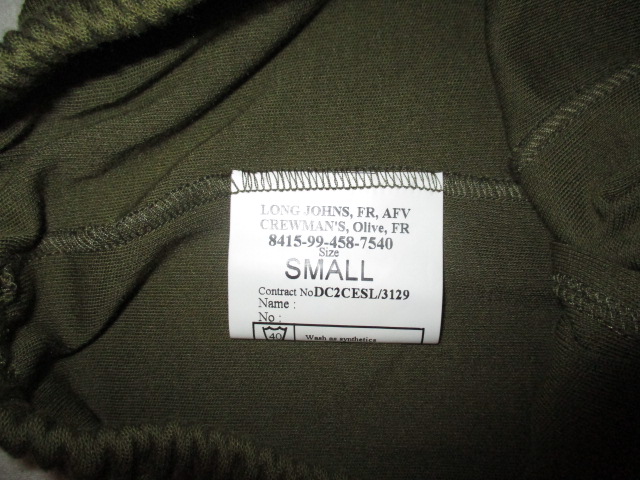 LONG JOHNS, FR, AFV
CREWMAN'S, Olive, FR
8415-99-458-7540
Size
SMALL
Contract No DC2CESL/3129
Name :
No :
40 Wash as synthetics